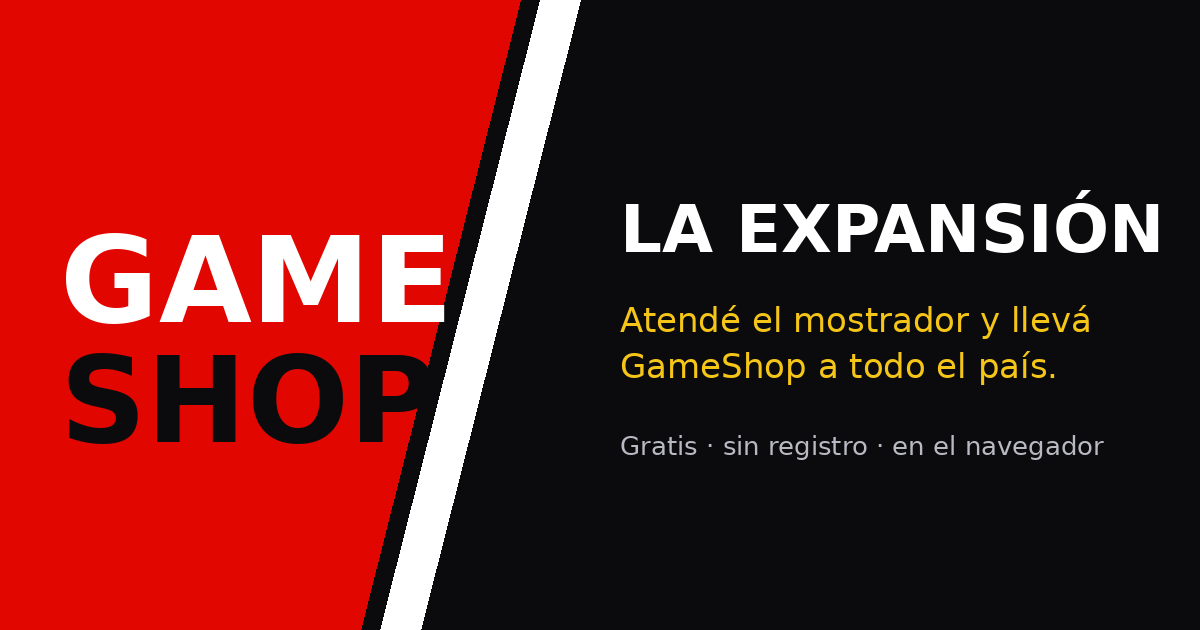 GAME
SHOP
LA EXPANSIÓN
Atendé el mostrador y llevá
GameShop a todo el país.
Gratis · sin registro · en el navegador